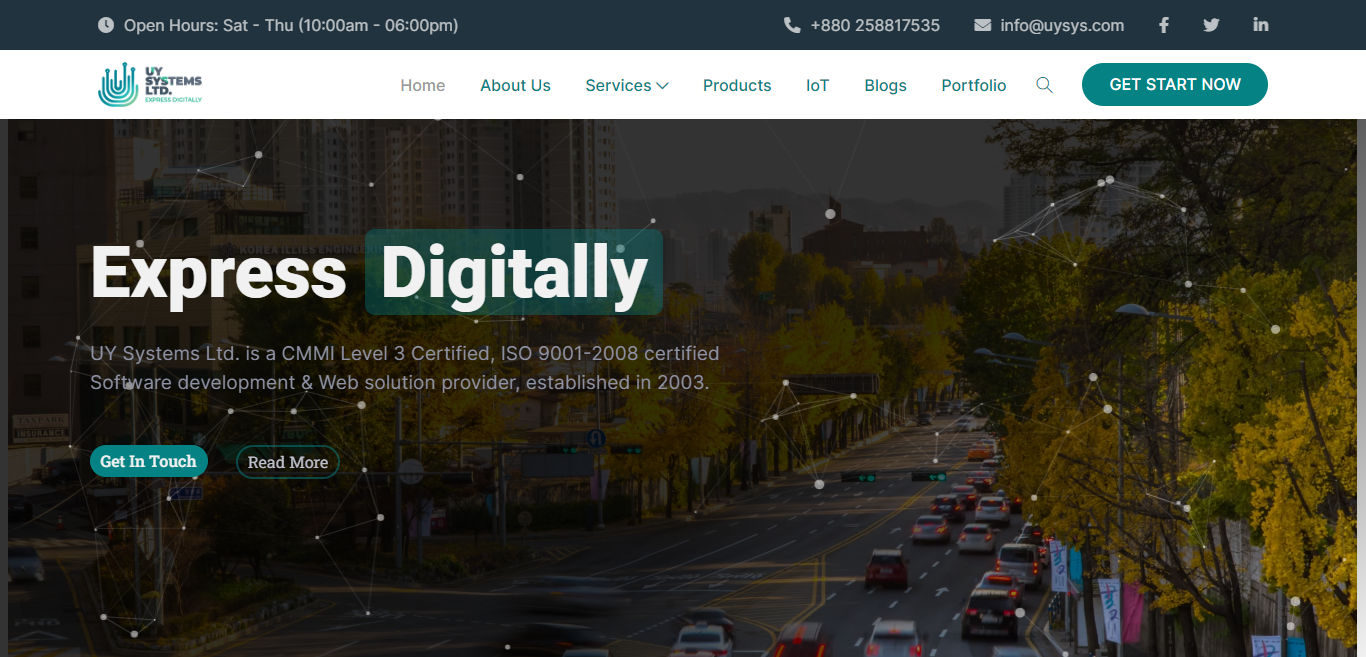 Open Hours: Sat - Thu (10:00am - 06:00pm)
+880 258817535
info@uysys.com
UY
SYSTEMS
LTD.
EXPRESS DIGITALLY
Home
About Us
Services
Products
IoT
Blogs
Portfolio
GET START NOW
Express Digitally
UY Systems Ltd. is a CMMI Level 3 Certified, ISO 9001-2008 certified
Software development & Web solution provider, established in 2003.
TANPARK
INSURANCE
Get In Touch
Read More